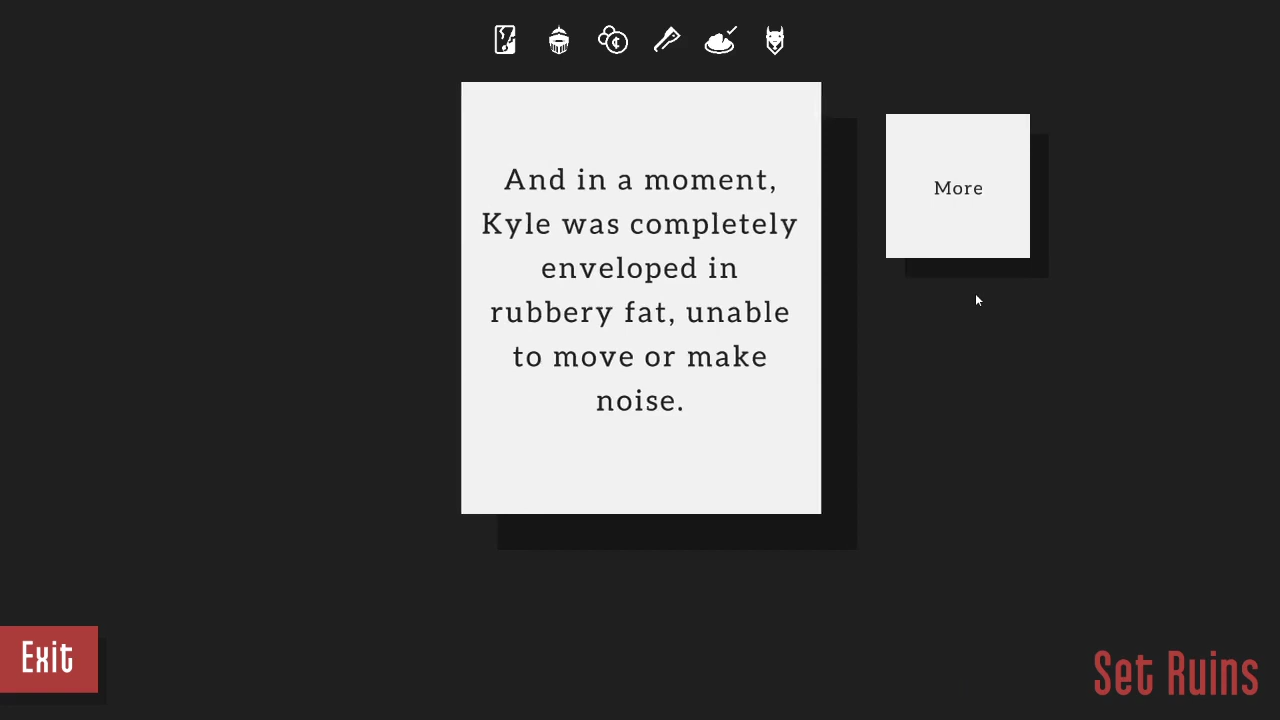 And in a moment,
Kyle was completely
enveloped in
rubbery fat, unable
to move or make
noise.
More
Exit
Set Ruins